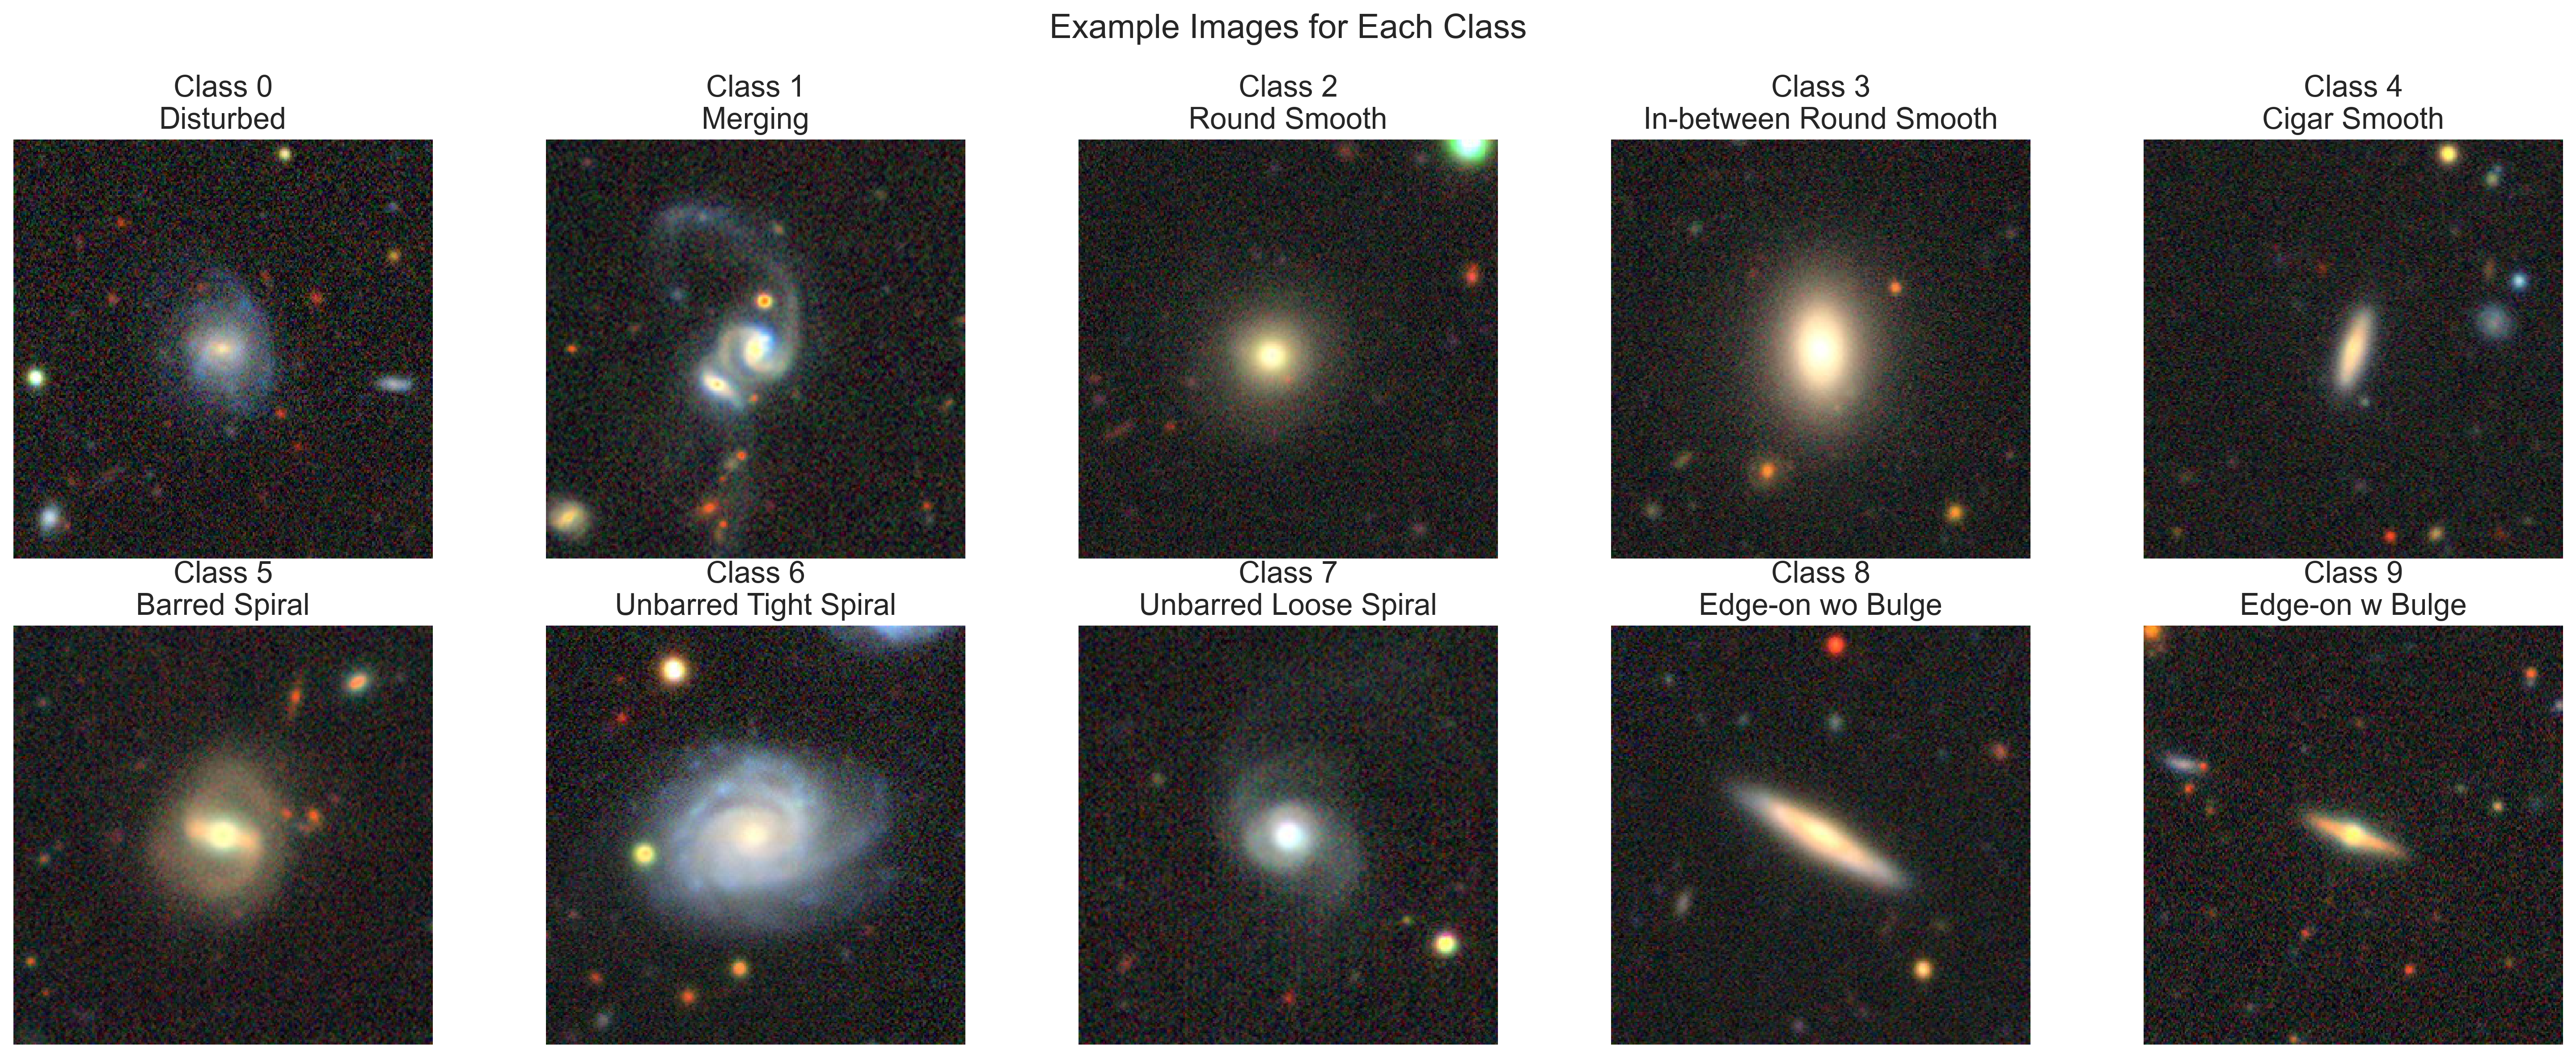 Example Images for Each Class
Class 0
Disturbed
Class 1
Merging
Class 2
Round Smooth
Class 3
In-between Round Smooth
Class 4
Cigar Smooth
Class 5
Barred Spiral
Class 6
Unbarred Tight Spiral
Class 7
Unbarred Loose Spiral
Class 8
Edge-on wo Bulge
Class 9
Edge-on w Bulge